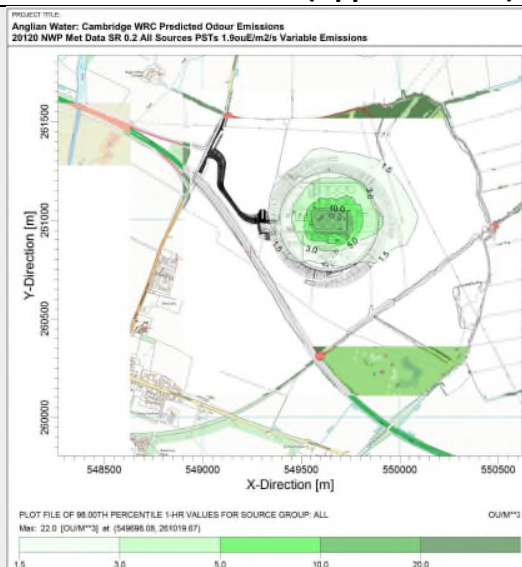 PROJECT TITLE:
Anglian Water: Cambridge WRC Predicted Odour Emissions
20120 NWP Met Data SR 0.2 All Sources PSTs 1.9ouE/m2/s Variable Emissions
Y-Direction [m]
261500
261000
260500
260000
1.5
3.0
10.0
5.0
1.5
3.0
1.5
548500 549000 549500 550000 550500
X-Direction [m]
PLOT FILE OF 98.00TH PERCENTILE 1-HR VALUES FOR SOURCE GROUP: ALL OU/M**3
Max: 22.0 [OU/M**3] at (549698.08, 261019.67)
1.5 3.0 5.0 10.0 20.0